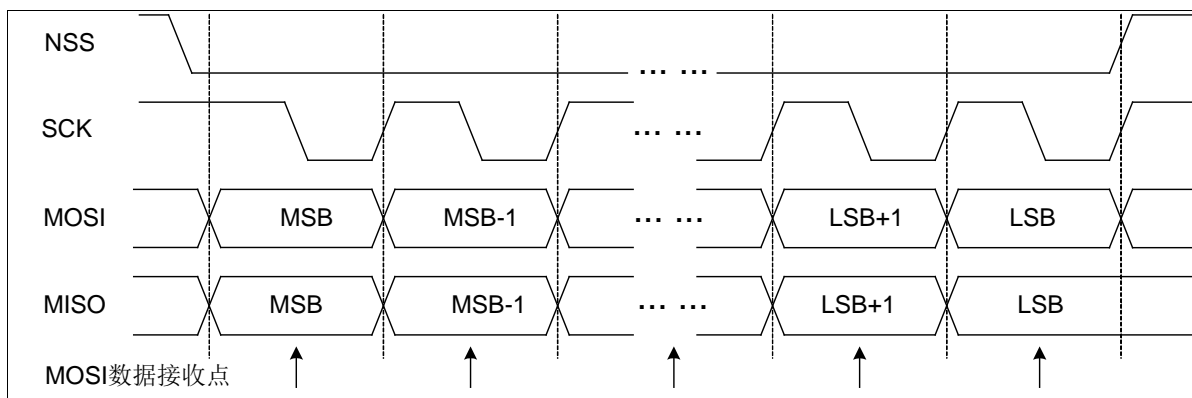 NSS
... ...
SCK
... ...
MOSI
MSB
MSB-1
... ...
LSB+1
LSB
MISO
MSB
MSB-1
... ...
LSB+1
LSB
MOSI数据接收点